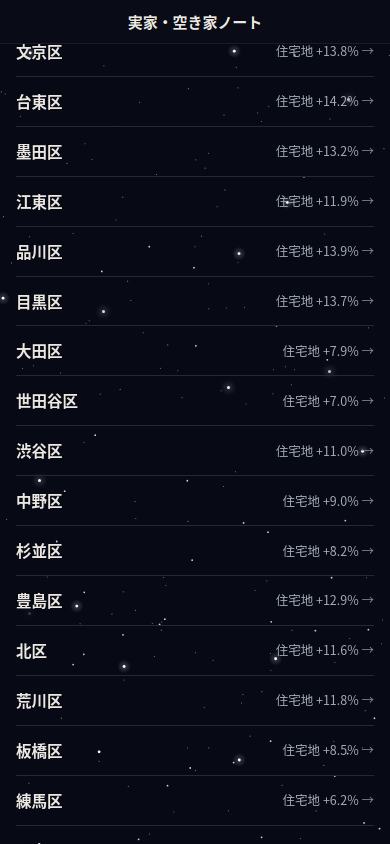 実家・空き家ノート
文京区 住宅地 +13.8% →
台東区 住宅地 +14.2% →
墨田区 住宅地 +13.2% →
江東区 住宅地 +11.9% →
品川区 住宅地 +13.9% →
目黒区 住宅地 +13.7% →
大田区 住宅地 +7.9% →
世田谷区 住宅地 +7.0% →
渋谷区 住宅地 +11.0% →
中野区 住宅地 +9.0% →
杉並区 住宅地 +8.2% →
豊島区 住宅地 +12.9% →
北区 住宅地 +11.6% →
荒川区 住宅地 +11.8% →
板橋区 住宅地 +8.5% →
練馬区 住宅地 +6.2% →